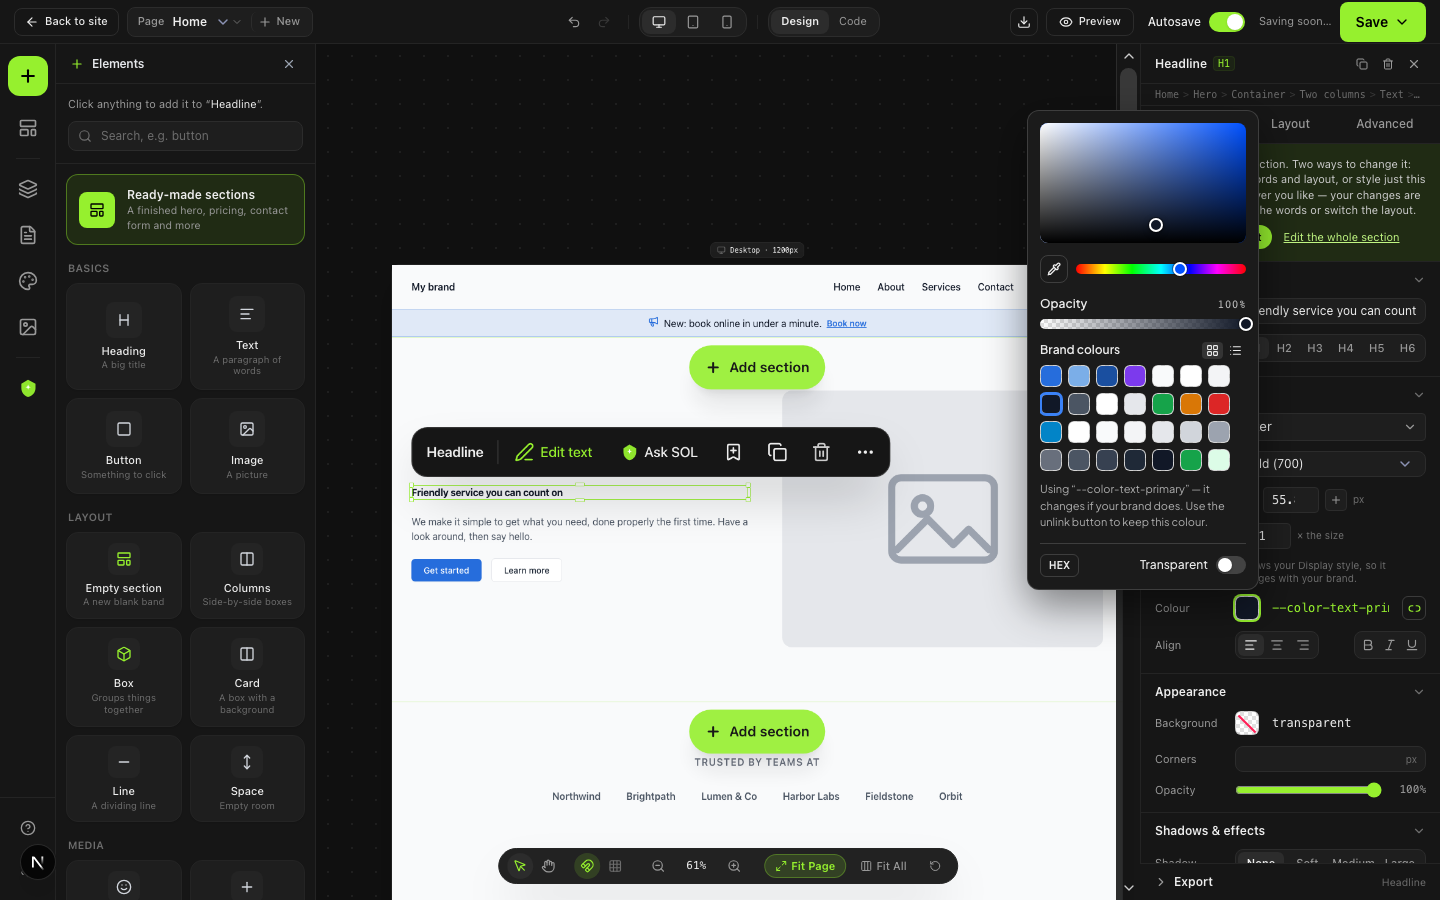 Back to site
Page Home
New
Design
Code
Preview
Autosave
Saving soon...
Save
Elements
Click anything to add it to “Headline”.
Search, e.g. button
Ready-made sections
A finished hero, pricing, contact
form and more
BASICS
Heading
A big title
Text
A paragraph of
words
Button
Something to click
Image
A picture
LAYOUT
Empty section
A new blank band
Columns
Side-by-side boxes
Box
Groups things
together
Card
A box with a
background
Line
A dividing line
Space
Empty room
MEDIA
N
Desktop · 1200px
My brand
Home
About
Services
Contact
New: book online in under a minute. Book now
Add section
Headline
Edit text
Ask SOL
Friendly service you can count on
We make it simple to get what you need, done properly the first time. Have a
look around, then say hello.
Get started
Learn more
Add section
TRUSTED BY TEAMS AT
Northwind
Brightpath
Lumen & Co
Harbor Labs
Fieldstone
Orbit
61%
Fit Page
Fit All
Opacity
100%
Brand colours
Using “--color-text-primary” — it
changes if your brand does. Use the
unlink button to keep this colour.
HEX
Transparent
Headline H1
Home > Hero > Container > Two columns > Text >…
Layout
Advanced
ction. Two ways to change it:
rds and layout, or style just this
er you like — your changes are
he words or switch the layout.
Edit the whole section
endly service you can count
H2 H3 H4 H5 H6
er
ld (700)
55.
px
1
× the size
ws your Display style, so it
ges with your brand.
Colour
--color-text-pri
Align
B I U
Appearance
Background
transparent
Corners
px
Opacity
100%
Shadows & effects
Shadow
None
Soft
Medium
Large
Export
Headline